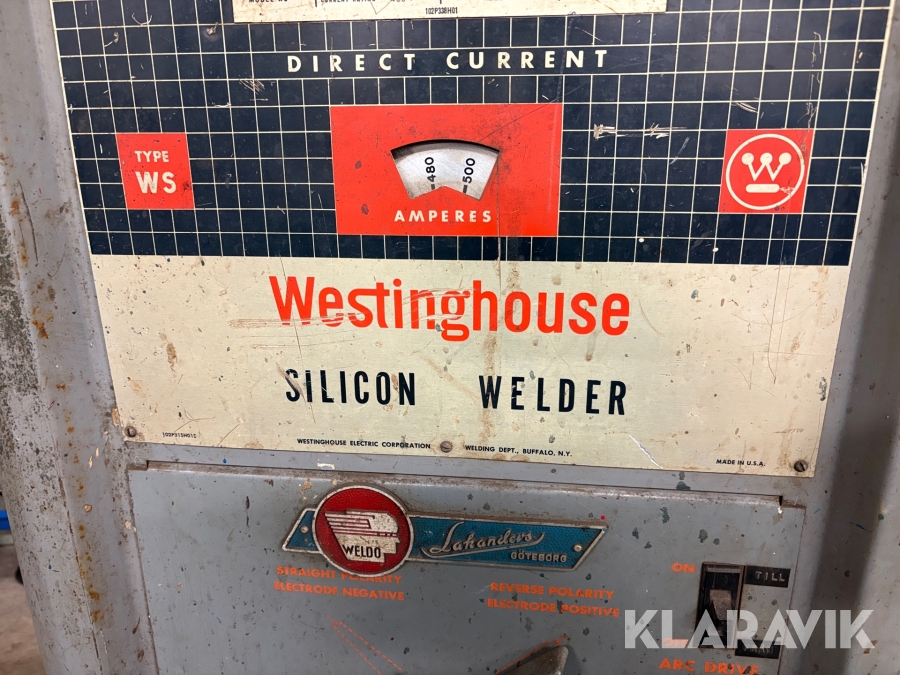 102P338H01
DIRECT CURRENT
TYPE
WS
480
500
AMPERES
W
Westinghouse
SILICON WELDER
102P315H01
WESTINGHOUSE ELECTRIC CORPORATION WELDING DEPT., BUFFALO, N.Y.
MADE IN U.S.A.
WELDO
Lakanders
GÖTEBORG
STRAIGHT POLARITY
ELECTRODE NEGATIVE
REVERSE POLARITY
ELECTRODE POSITIVE
ON
TILL
ARC DRIVE
KLARAVIK